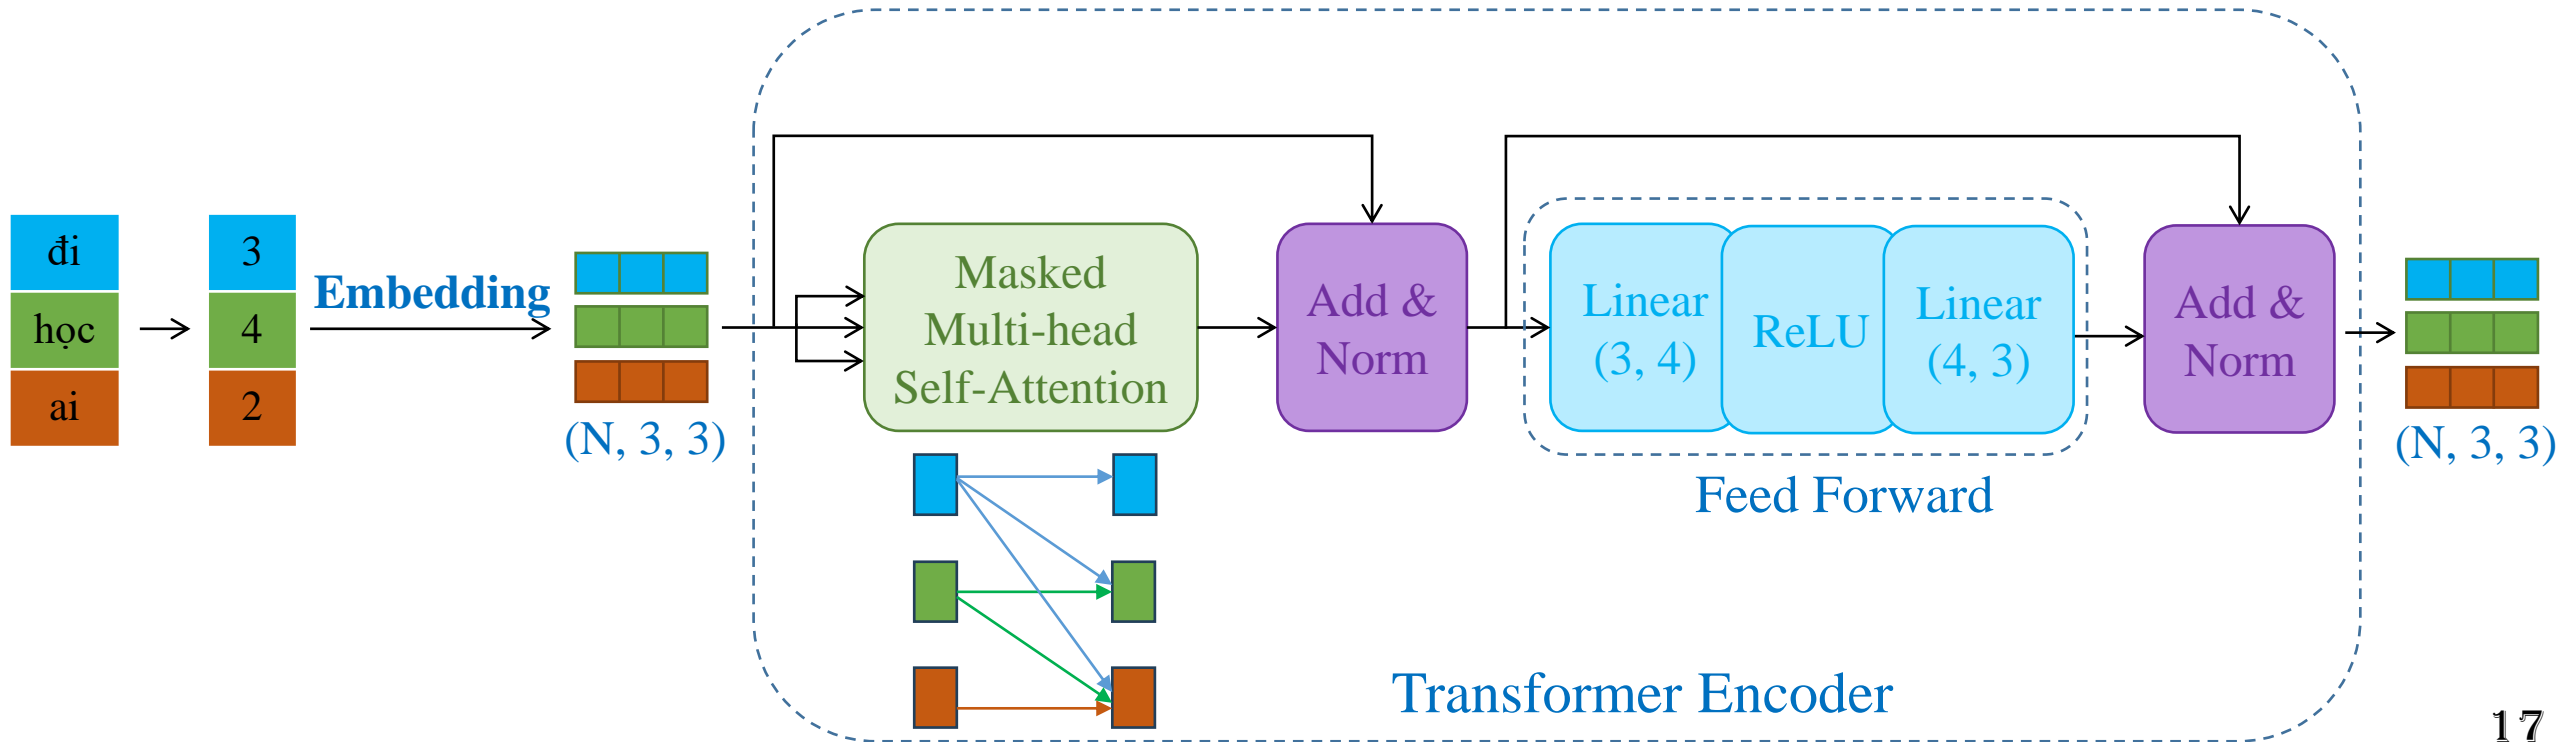 đi
học
ai
3
4
2
Embedding
(N, 3, 3)
Masked
Multi-head
Self-Attention
Add &
Norm
Linear
(3, 4)
ReLU
Linear
(4, 3)
Feed Forward
Add &
Norm
(N, 3, 3)
Transformer Encoder
17